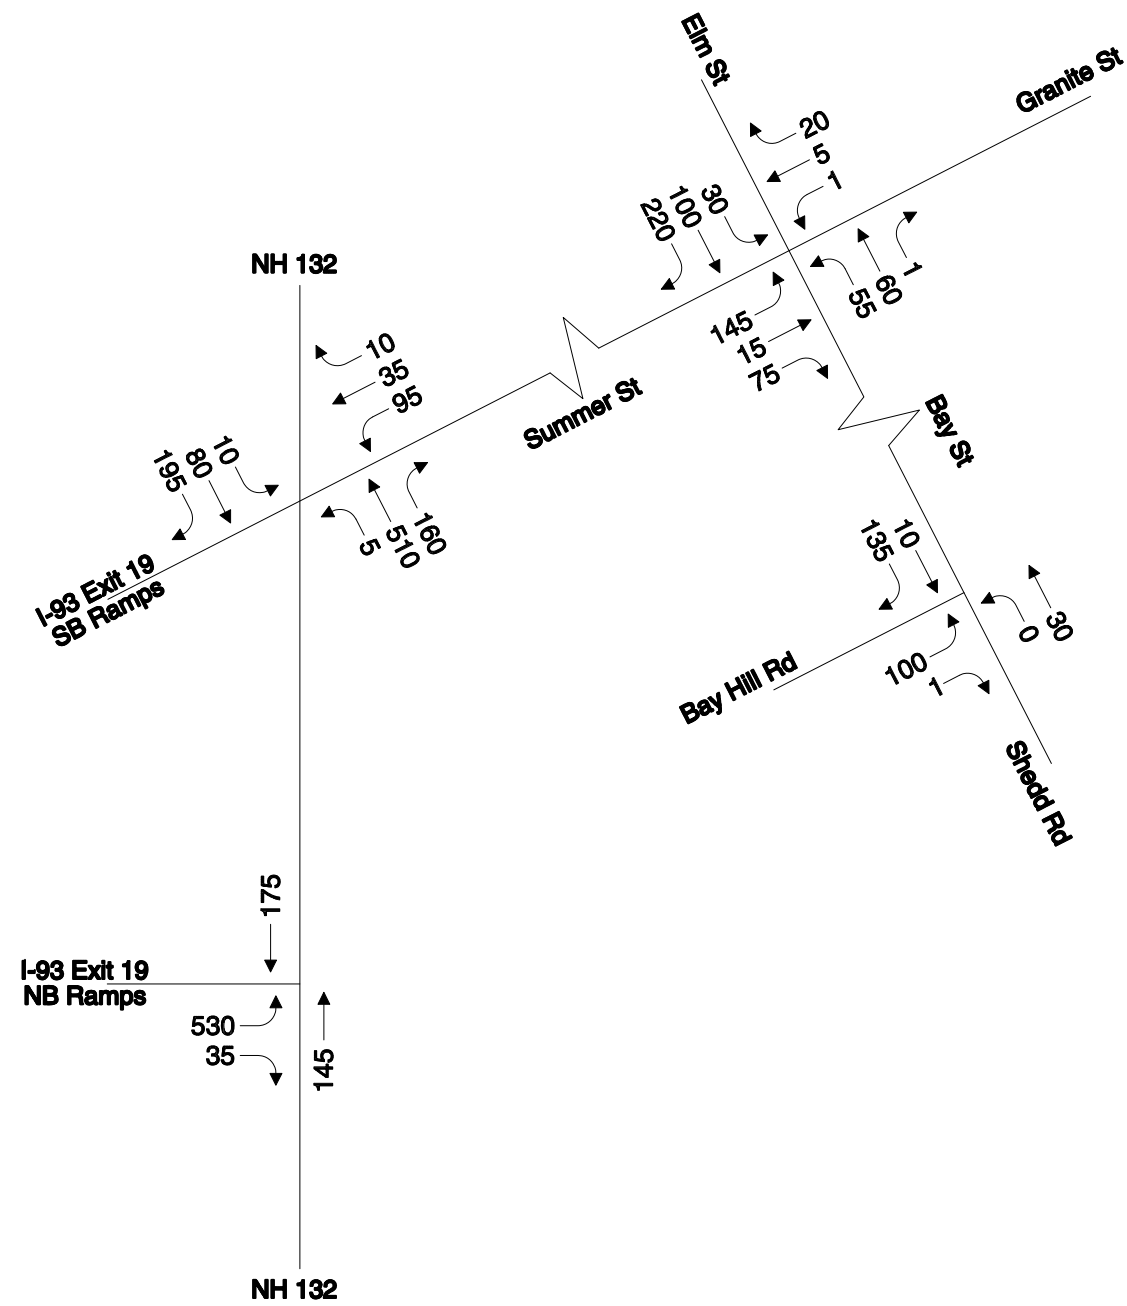 Elm St
Granite St
20
5
1
30
100
220
1
60
55
145
15
75
NH 132
10
35
95
10
80
195
160
510
5
Summer St
Bay St
I-93 Exit 19
SB Ramps
10
135
30
0
100
1
Bay Hill Rd
Shedd Rd
175
I-93 Exit 19
NB Ramps
530
35
145
NH 132